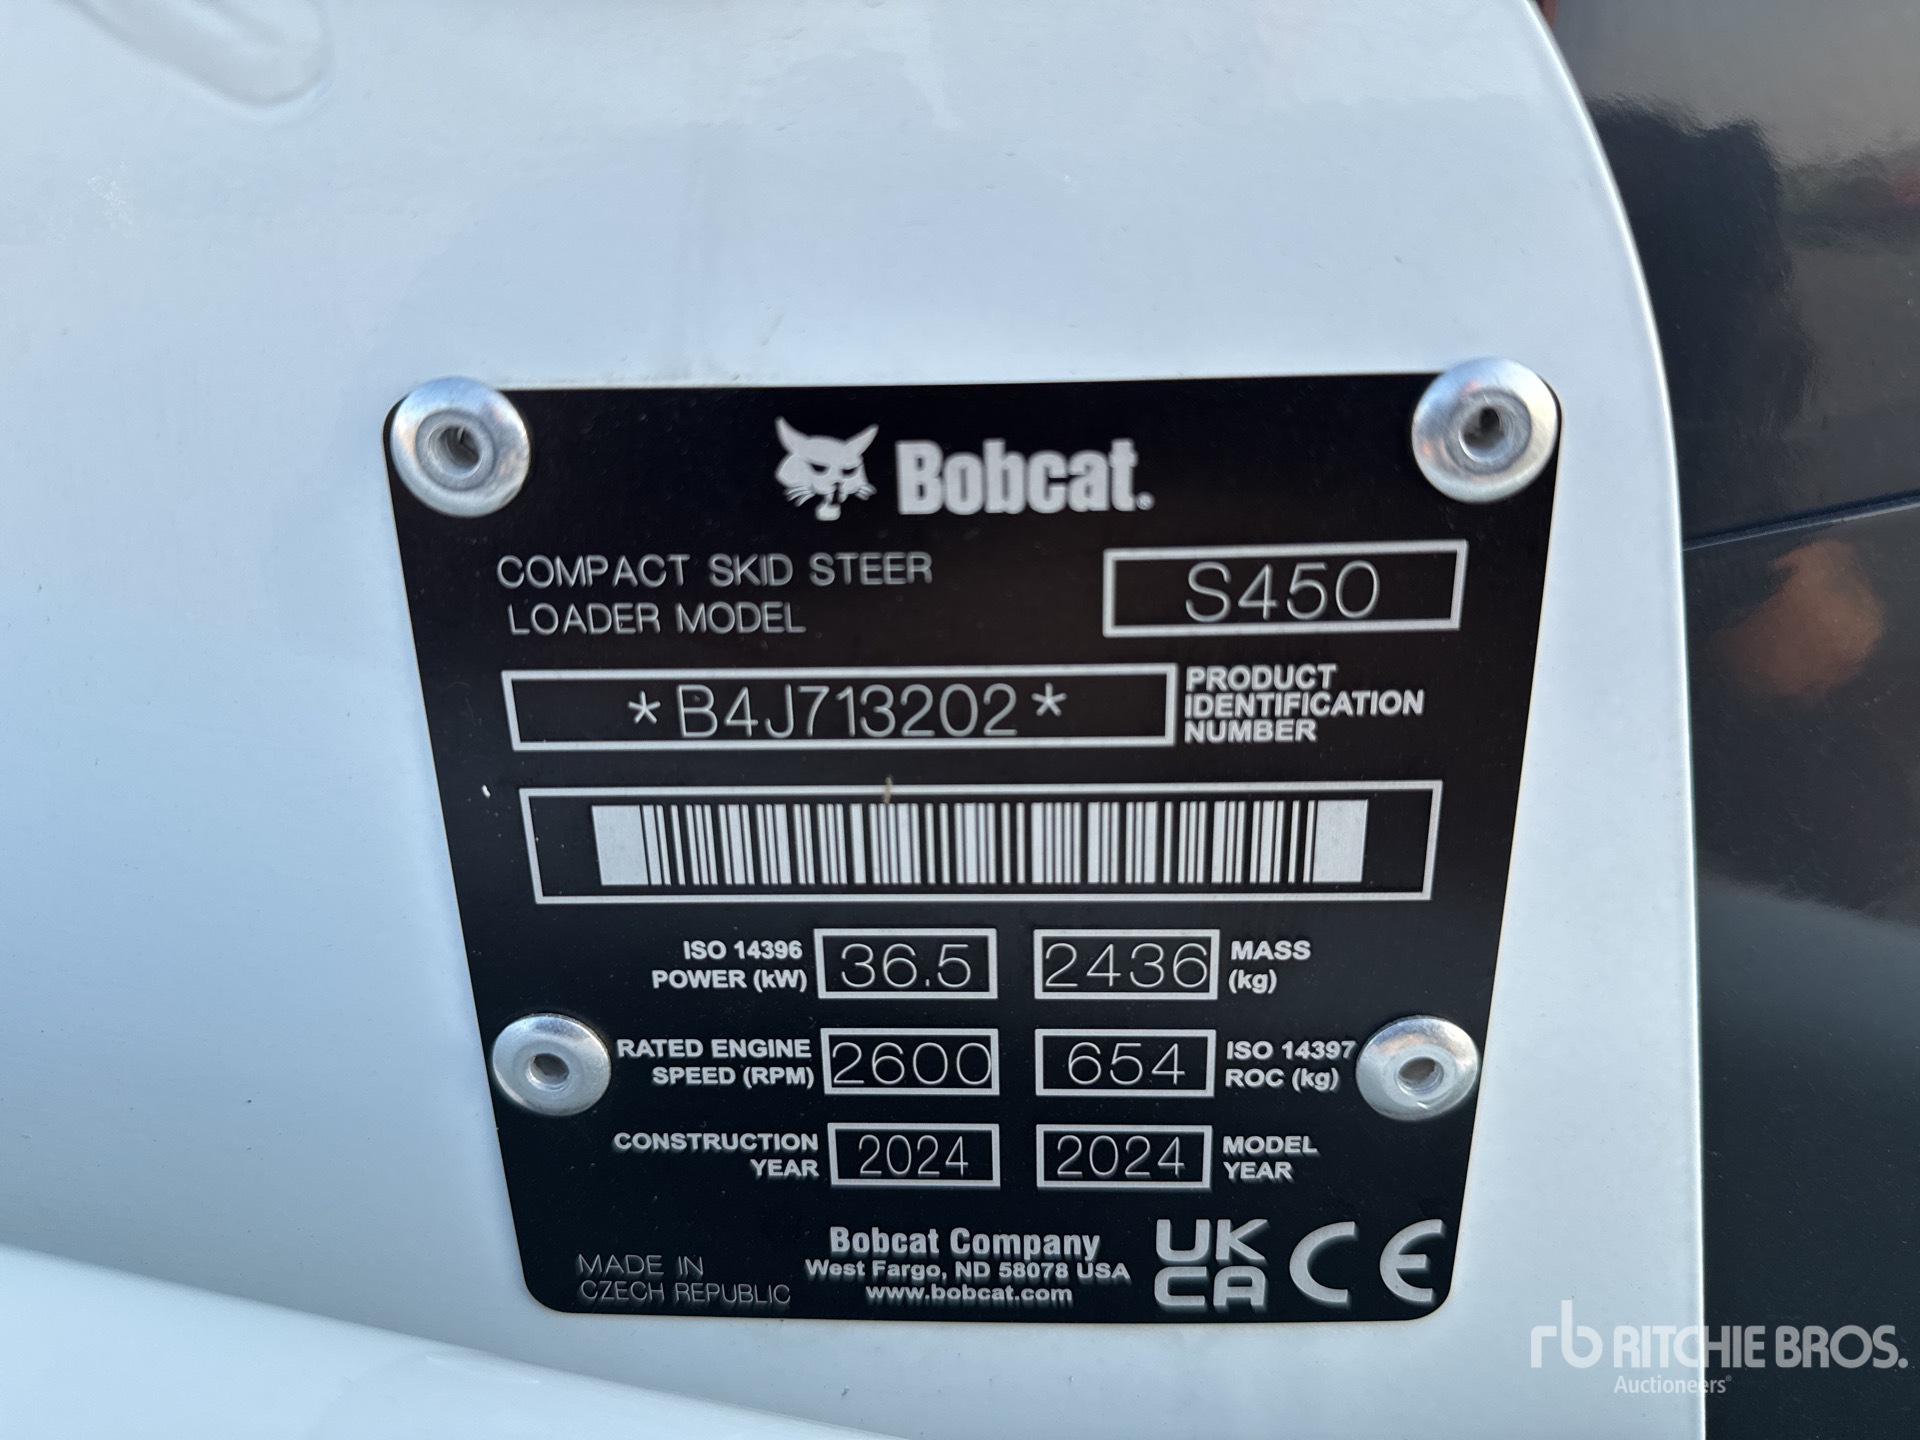 Bobcat.
COMPACT SKID STEER
LOADER MODEL
S450
*B4J713202*
PRODUCT
IDENTIFICATION
NUMBER
ISO 14396
POWER (kW)
36.5
2436
MASS
(kg)
RATED ENGINE
SPEED (RPM)
2600
654
ISO 14397
ROC (kg)
CONSTRUCTION
YEAR
2024
2024
MODEL
YEAR
MADE IN
CZECH REPUBLIC
Bobcat Company
West Fargo, ND 58078 USA
www.bobcat.com
UK
CA
CE
rb RITCHIE BROS.
Auctioneers®